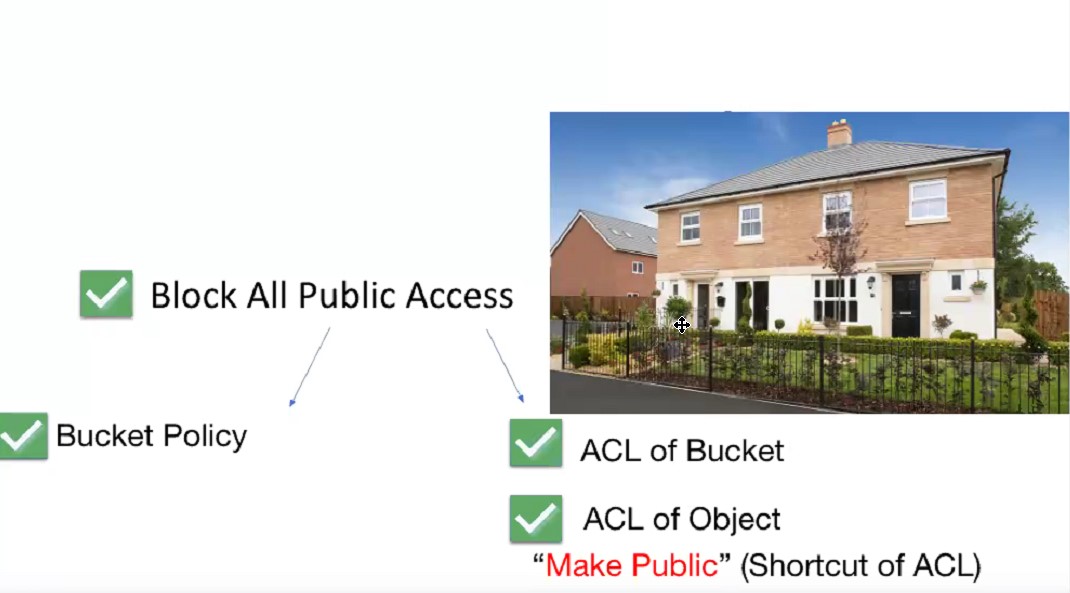 Block All Public Access
Bucket Policy
ACL of Bucket
ACL of Object
“Make Public” (Shortcut of ACL)